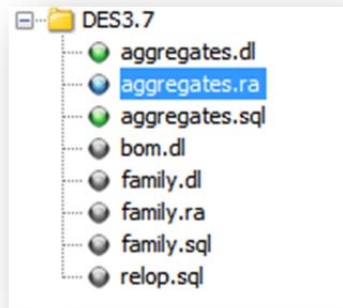 DES3.7
aggregates.dl
aggregates.ra
aggregates.sql
bom.dl
family.dl
family.ra
family.sql
relop.sql